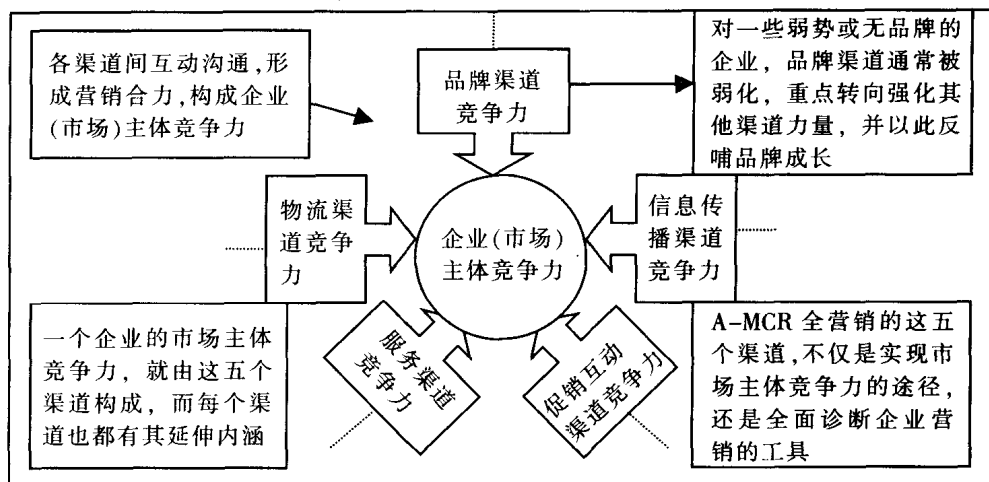 各渠道间互动沟通,形
成营销合力,构成企业
(市场)主体竞争力
品牌渠道
竞争力
对一些弱势或无品牌的
企业，品牌渠道通常被
弱化，重点转向强化其
他渠道力量，并以此反
哺品牌成长
物流渠
道竞争
力
企业(市场)
主体竞争力
信息传
播渠道
竞争力
一个企业的市场主体
竞争力，就由这五个
渠道构成，而每个渠
道也都有其延伸内涵
服务渠道
竞争力
促销互动
渠道竞争力
A-MCR 全营销的这五
个渠道,不仅是实现市
场主体竞争力的途径，
还是全面诊断企业营
销的工具